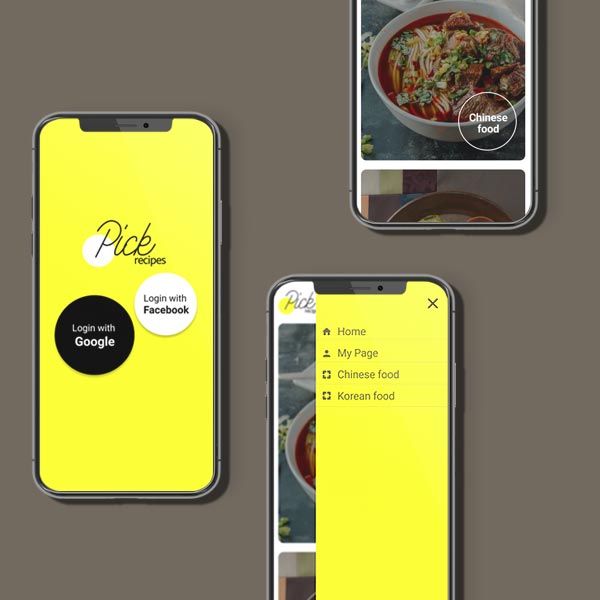 Chinese
food
Pick
recipes
Login with
Facebook
Login with
Google
Pick
Home
My Page
Chinese food
Korean food